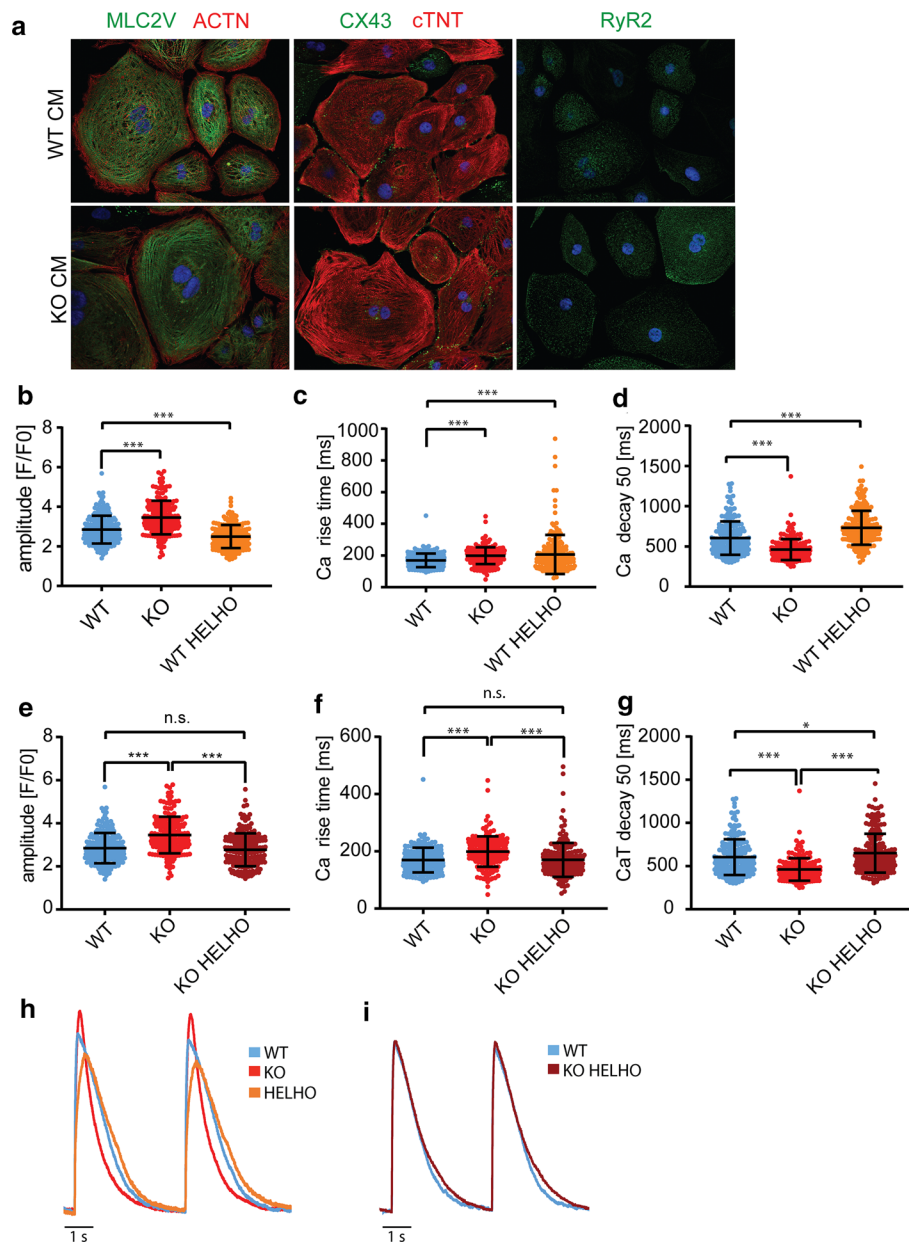 a
MLC2V ACTN
CX43 cTNT
RyR2
WT CM
KO CM
b
amplitude [F/F0]
8
6
4
2
0
***
***
WT
KO
WT HELHO
c
Ca rise time [ms]
1000
800
600
400
200
0
***
***
WT
KO
WT HELHO
d
Ca decay 50 [ms]
2000
1500
1000
500
0
***
***
WT
KO
WT HELHO
e
amplitude [F/F0]
8
6
4
2
0
n.s.
***
***
WT
KO
KO HELHO
f
Ca rise time [ms]
600
400
200
0
n.s.
***
***
WT
KO
KO HELHO
g
CaT decay 50 [ms]
2000
1500
1000
500
0
*
***
***
WT
KO
KO HELHO
h
WT
KO
HELHO
1 s
i
WT
KO HELHO
1 s